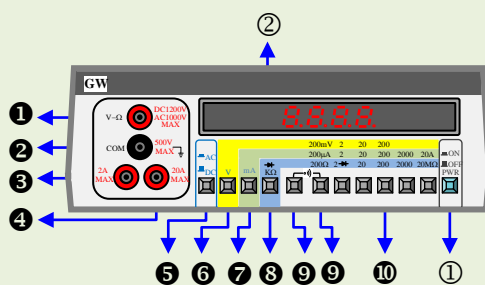 ②
GW
8.8.8.8.
❶ V-Ω DC1200V
AC1000V
MAX
❷ COM 500V
MAX
❸ 2A
MAX
20A
MAX
❹
AC
DC
V
mA
KΩ
200mV 2 20 200
200μA 2 20 200 2000 20A
200Ω 2 20 200 2000 20MΩ
ON
OFF
PWR
❺ ❻ ❼ ❽ ❾ ❾ ❿ ①